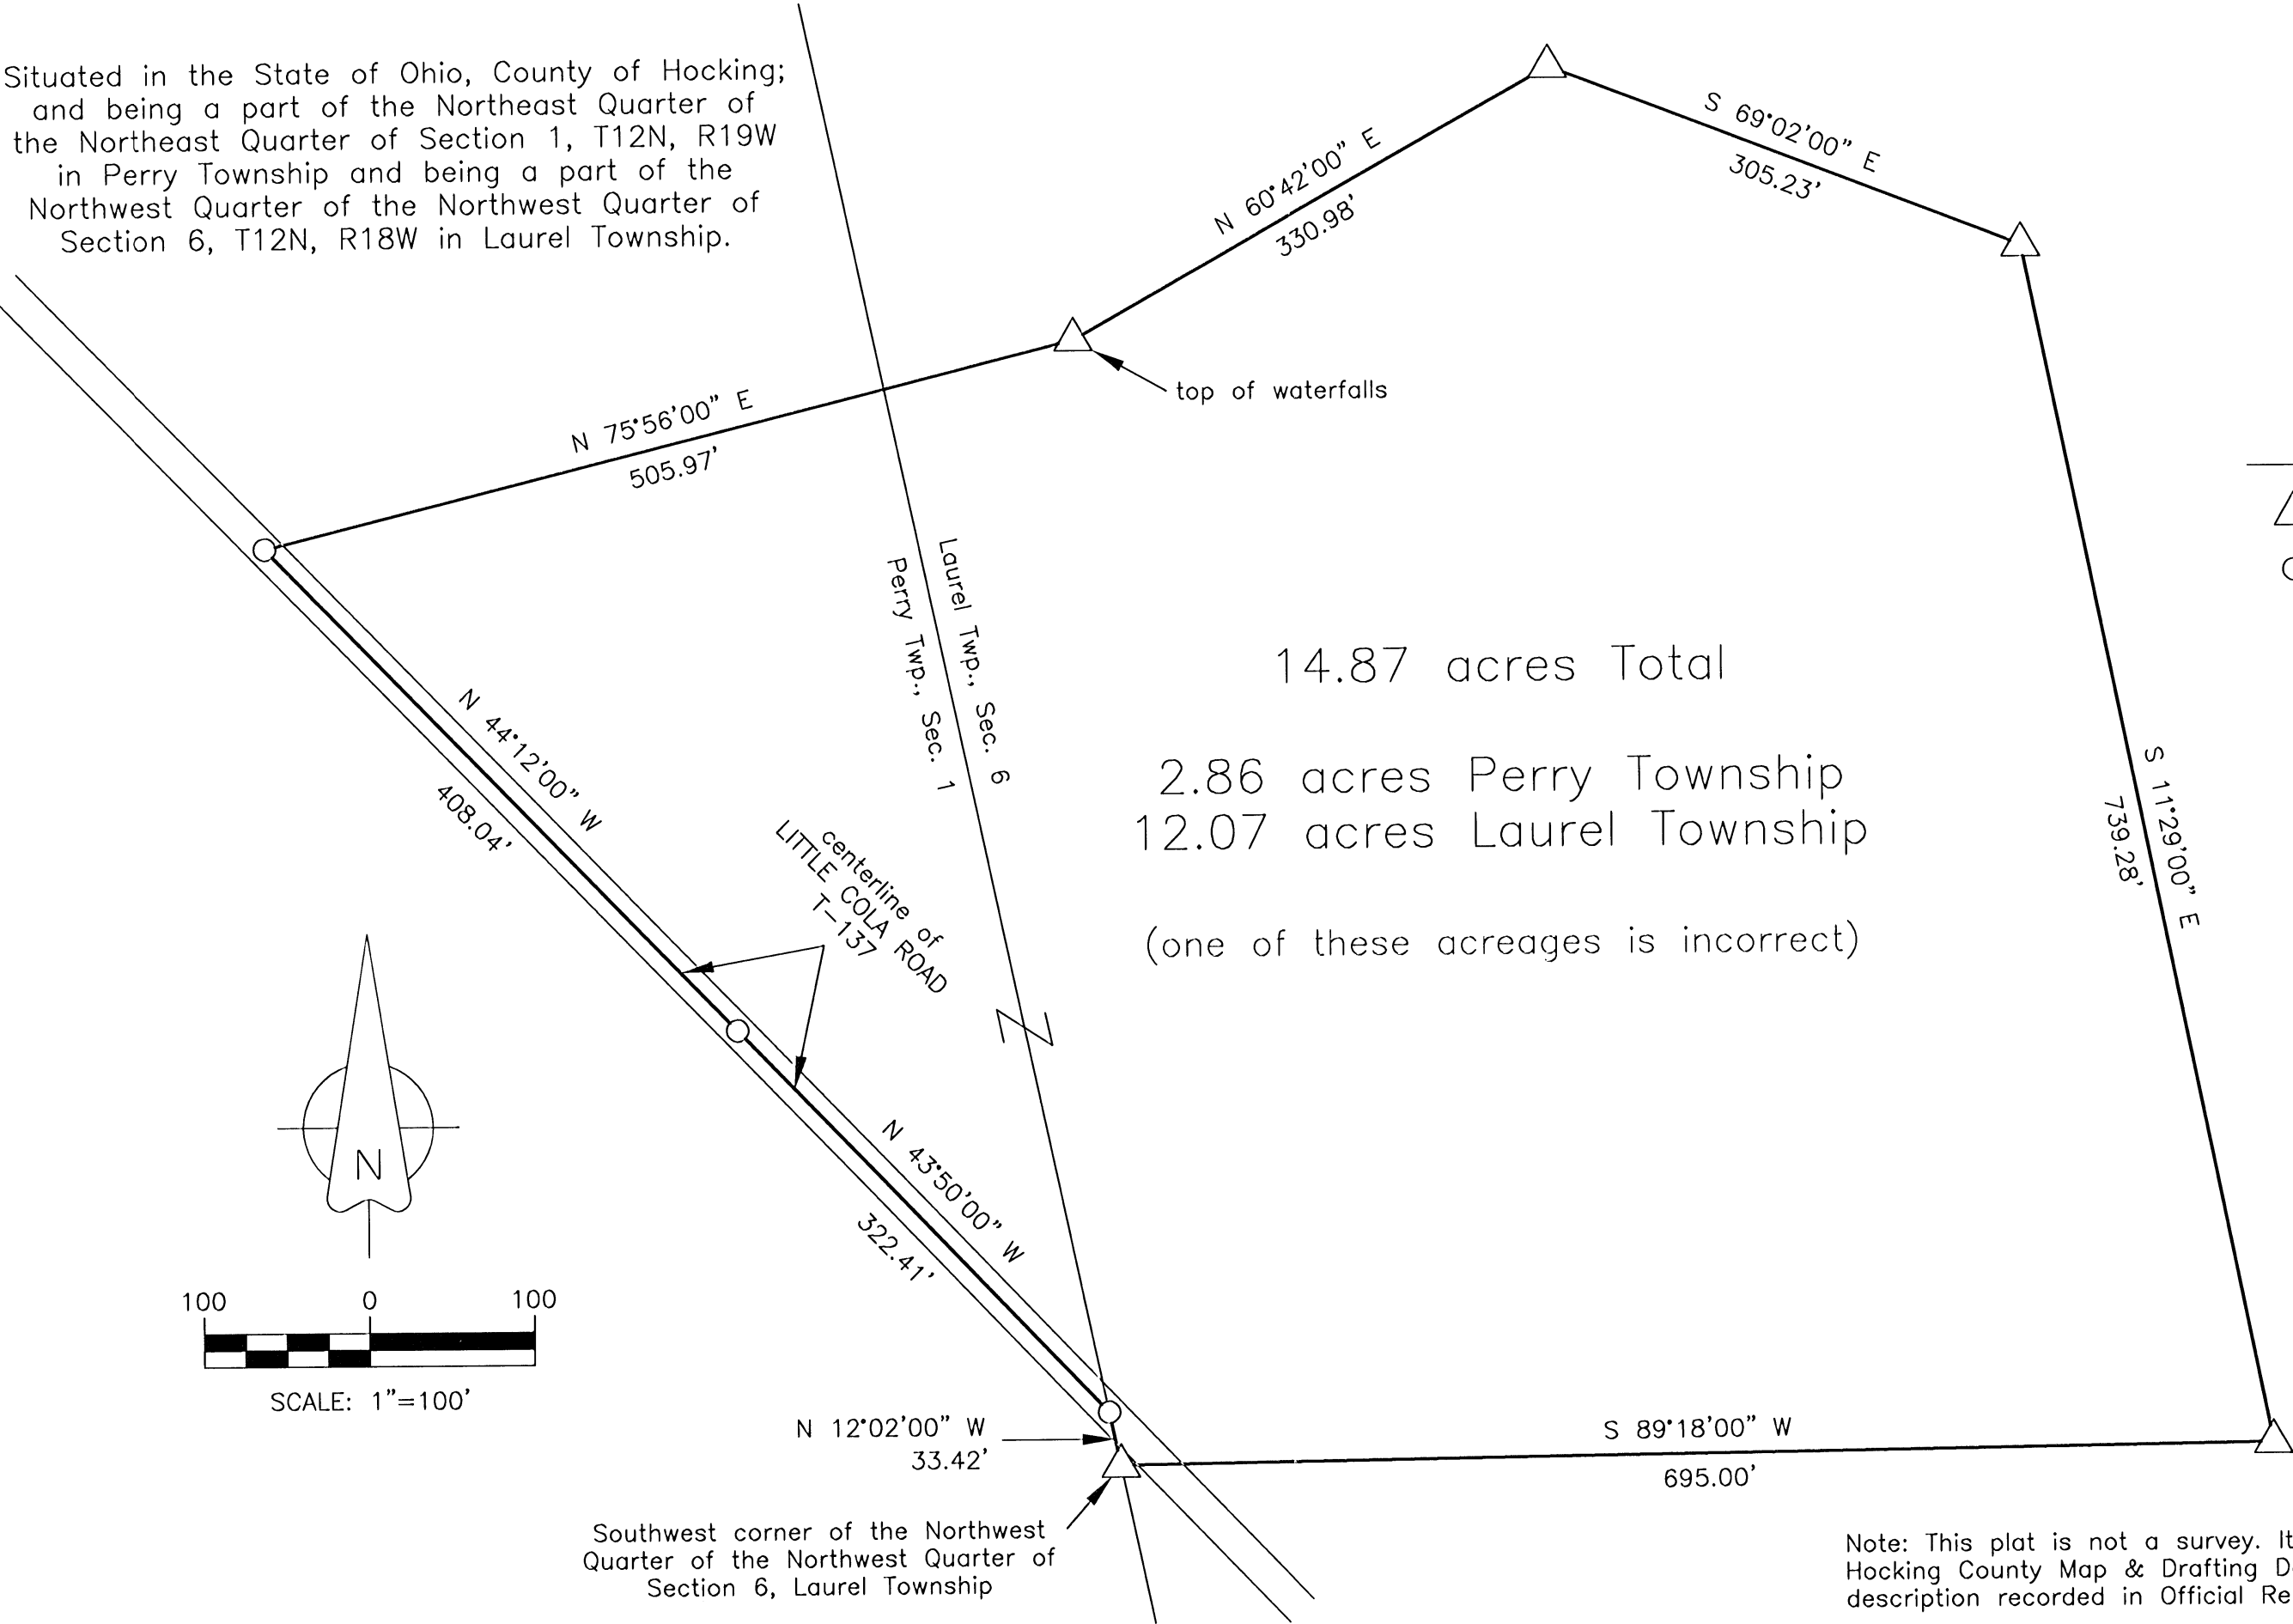 Situated in the State of Ohio, County of Hocking;
and being a part of the Northeast Quarter of
the Northeast Quarter of Section 1, T12N, R19W
in Perry Township and being a part of the
Northwest Quarter of the Northwest Quarter of
Section 6, T12N, R18W in Laurel Township.
N 60°42'00" E
330.98'
S 69°02'00" E
305.23'
top of waterfalls
N 75°56'00" E
505.97'
Laurel Twp., Sec. 6
Perry Twp., Sec. 1
14.87 acres Total
2.86 acres Perry Township
12.07 acres Laurel Township
(one of these acreages is incorrect)
S 11°29'00" E
739.28'
N 44°12'00" W
408.04'
centerline of
LITTLE COLA ROAD
T-137
N 43°50'00" W
322.41'
N
100 0 100
SCALE: 1"=100'
N 12°02'00" W
33.42'
S 89°18'00" W
695.00'
Southwest corner of the Northwest
Quarter of the Northwest Quarter of
Section 6, Laurel Township
Note: This plat is not a survey. It
Hocking County Map & Drafting
description recorded in Official